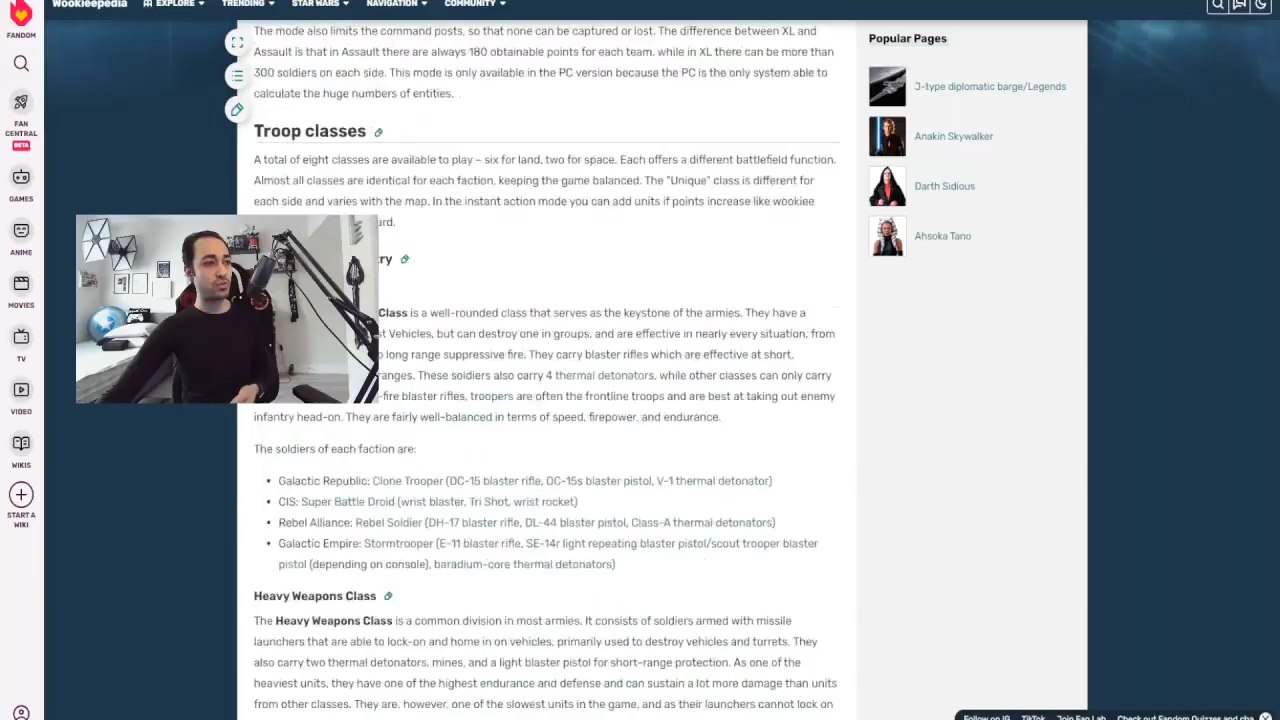 Wookieepedia
EXPLORE
TRENDING
STAR WARS
NAVIGATION
COMMUNITY
FANDOM
FAN
CENTRAL
BETA
GAMES
ANIME
MOVIES
TV
VIDEO
WIKIS
START A
WIKI
The mode also limits the command posts, so that none can be captured or lost. The difference between XL and
Assault is that in Assault there are always 180 obtainable points for each team, while in XL there can be more than
300 soldiers on each side. This mode is only available in the PC version because the PC is the only system able to
calculate the huge numbers of entities.
Troop classes
A total of eight classes are available to play – six for land, two for space. Each offers a different battlefield function.
Almost all classes are identical for each faction, keeping the game balanced. The "Unique" class is different for
each side and varies with the map. In the instant action mode you can add units if points increase like wookiee
rd.
ry
Class is a well-rounded class that serves as the keystone of the armies. They have a
st Vehicles, but can destroy one in groups, and are effective in nearly every situation, from
o long range suppressive fire. They carry blaster rifles which are effective at short,
ranges. These soldiers also carry 4 thermal detonators, while other classes can only carry
-fire blaster rifles, troopers are often the frontline troops and are best at taking out enemy
infantry head-on. They are fairly well-balanced in terms of speed, firepower, and endurance.
The soldiers of each faction are:
• Galactic Republic: Clone Trooper (DC-15 blaster rifle, DC-15s blaster pistol, V-1 thermal detonator)
• CIS: Super Battle Droid (wrist blaster, Tri Shot, wrist rocket)
• Rebel Alliance: Rebel Soldier (DH-17 blaster rifle, DL-44 blaster pistol, Class-A thermal detonators)
• Galactic Empire: Stormtrooper (E-11 blaster rifle, SE-14r light repeating blaster pistol/scout trooper blaster
pistol (depending on console), baradium-core thermal detonators)
Heavy Weapons Class
The Heavy Weapons Class is a common division in most armies. It consists of soldiers armed with missile
launchers that are able to lock-on and home in on vehicles, primarily used to destroy vehicles and turrets. They
also carry two thermal detonators, mines, and a light blaster pistol for short-range protection. As one of the
heaviest units, they have one of the highest endurance and defense and can sustain a lot more damage than units
from other classes. They are, however, one of the slowest units in the game, and as their launchers cannot lock on
Popular Pages
J-type diplomatic barge/Legends
Anakin Skywalker
Darth Sidious
Ahsoka Tano
Follow on IG TikTok Join Fan Lab Check out Fandom Quizzes and cha